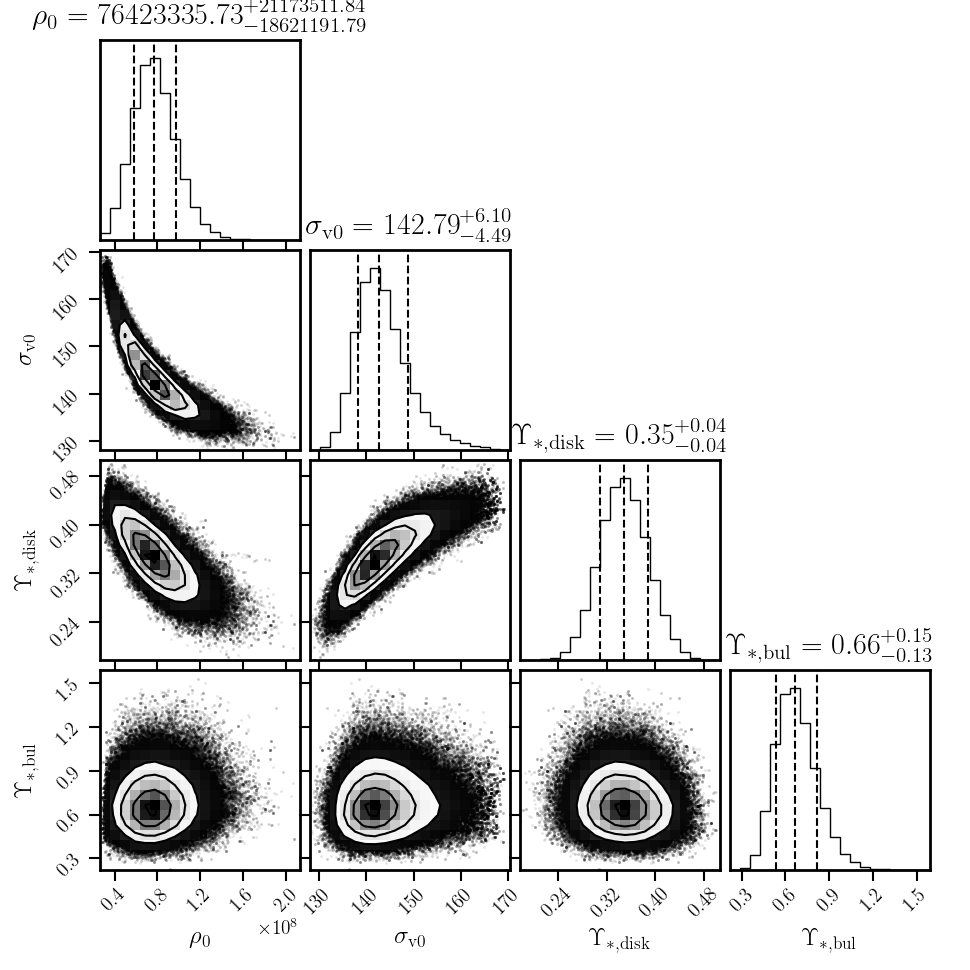 ρ₀ = 76423335.73 +21173511.84 −18621191.79
σᵥ₀ = 142.79 +6.10 −4.49
170
160
150
140
130
σᵥ₀
ϒ∗,disk = 0.35 +0.04 −0.04
0.48
0.40
0.32
0.24
ϒ∗,disk
ϒ∗,bul = 0.66 +0.15 −0.13
1.5
1.2
0.9
0.6
0.3
ϒ∗,bul
0.4 0.8 1.2 1.6 2.0 130 140 150 160 170 0.24 0.32 0.40 0.48 0.3 0.6 0.9 1.2 1.5
×10⁸
ρ₀ σᵥ₀ ϒ∗,disk ϒ∗,bul